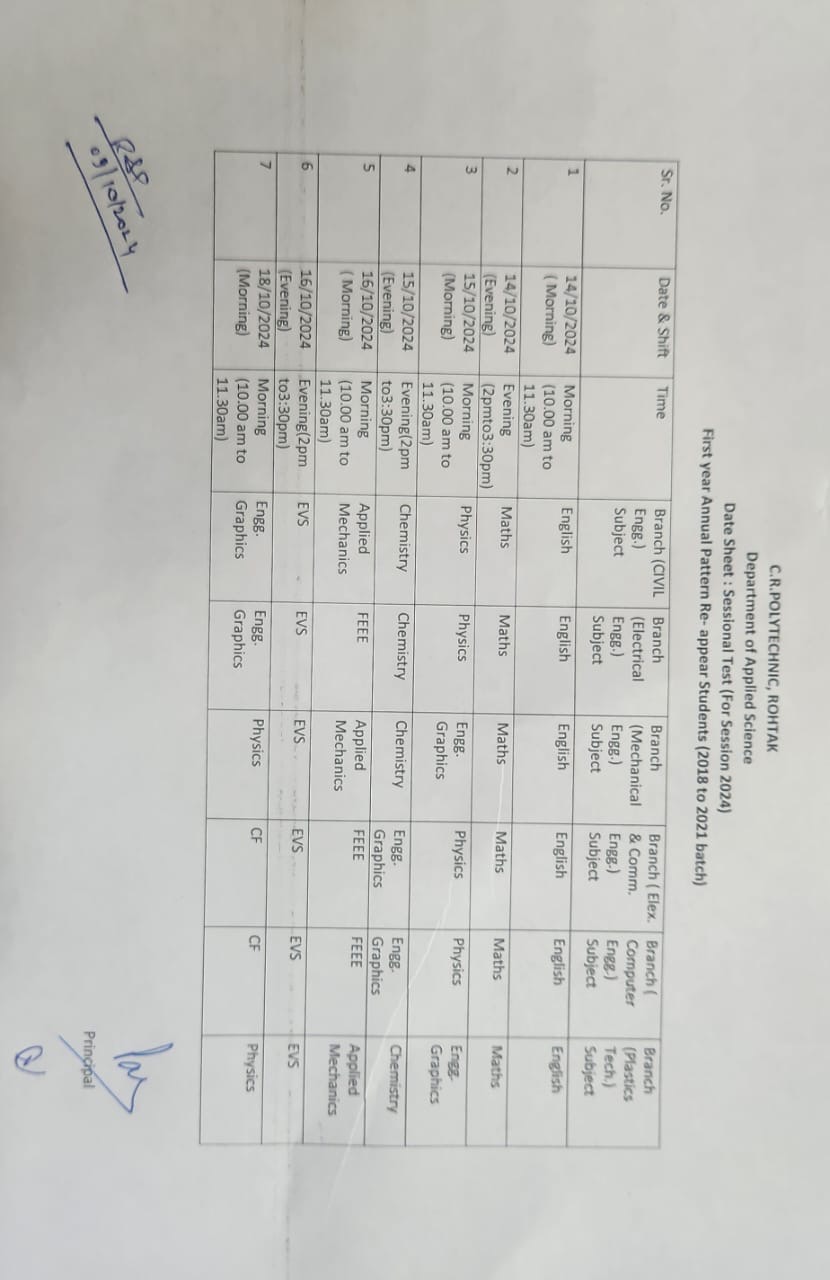 C.R.POLYTECHNIC, ROHTAK
Department of Applied Science
Date Sheet : Sessional Test (For Session 2024)
First year Annual Pattern Re- appear Students (2018 to 2021 batch)
Sr. No. Date & Shift Time Branch (CIVIL Engg.) Subject Branch (Electrical Engg.) Subject Branch (Mechanical Engg.) Subject Branch ( Elex. & Comm. Engg.) Subject Branch ( Computer Engg.) Subject Branch (Plastics Tech.) Subject
1 14/10/2024 ( Morning) Morning (10.00 am to 11.30am) English English English English English English
2 14/10/2024 (Evening) Evening (2pmto3:30pm) Maths Maths Maths Maths Maths Maths
3 15/10/2024 (Morning) Morning (10.00 am to 11.30am) Physics Physics Engg. Graphics Physics Physics Engg. Graphics
4 15/10/2024 (Evening) Evening(2pm to3:30pm) Chemistry Chemistry Chemistry Engg. Graphics Engg. Graphics Chemistry
5 16/10/2024 ( Morning) Morning (10.00 am to 11.30am) Applied Mechanics FEEE Applied Mechanics FEEE FEEE Applied Mechanics
6 16/10/2024 (Evening) Evening(2pm to3:30pm) EVS EVS EVS EVS EVS EVS
7 18/10/2024 (Morning) Morning (10.00 am to 11.30am) Engg. Graphics Engg. Graphics Physics CF CF Physics
09/10/2024
Principal